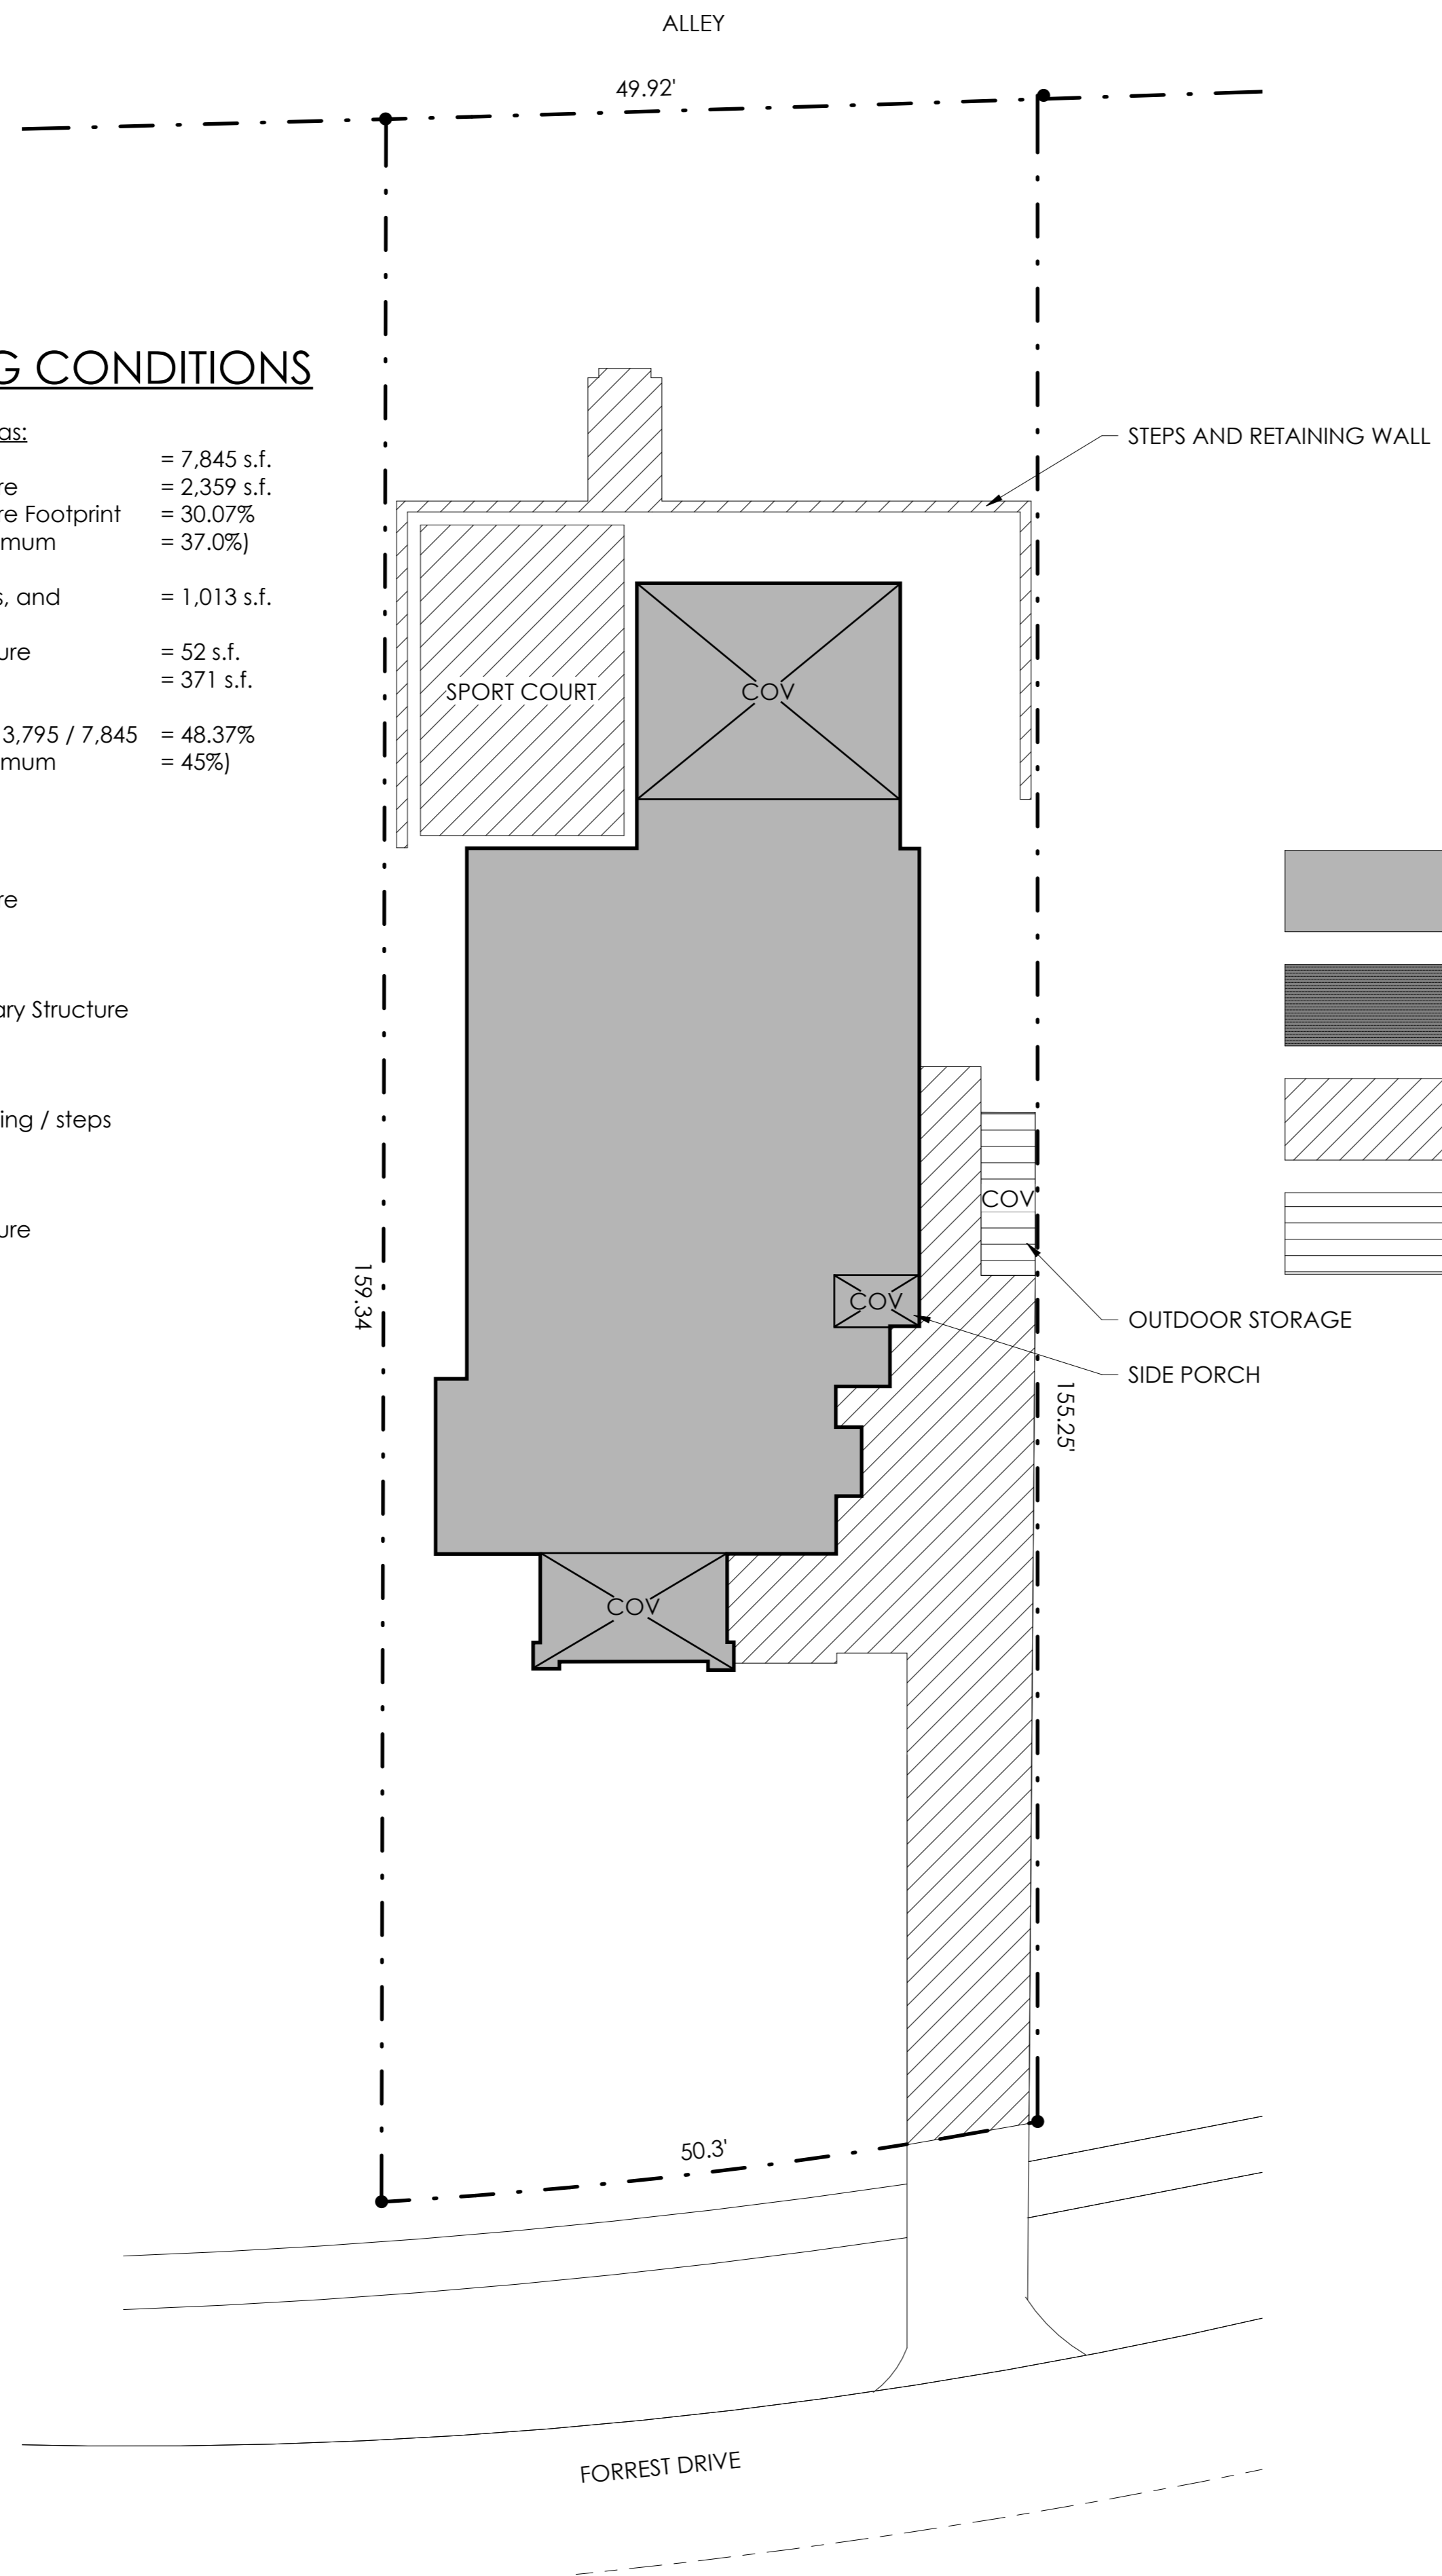 ALLEY
49.92'
G CONDITIONS
as:
= 7,845 s.f.
re = 2,359 s.f.
re Footprint = 30.07%
mum = 37.0%)
s, and = 1,013 s.f.
ure = 52 s.f.
= 371 s.f.
3,795 / 7,845 = 48.37%
mum = 45%)
re
ary Structure
ing / steps
ure
STEPS AND RETAINING WALL
SPORT COURT
COV
COV
COV
OUTDOOR STORAGE
SIDE PORCH
159.34
155.25'
COV
50.3'
FORREST DRIVE